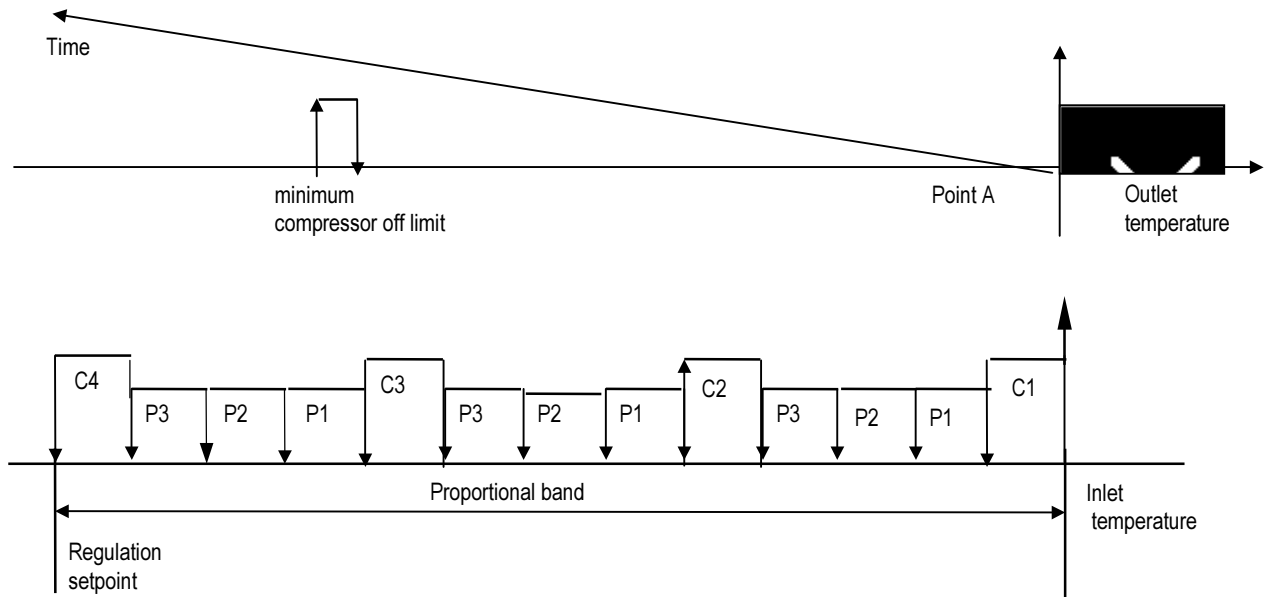 Time
minimum
compressor off limit
Point A
Outlet
temperature
C4
P3
P2
P1
C3
P3
P2
P1
C2
P3
P2
P1
C1
Proportional band
Inlet
temperature
Regulation
setpoint